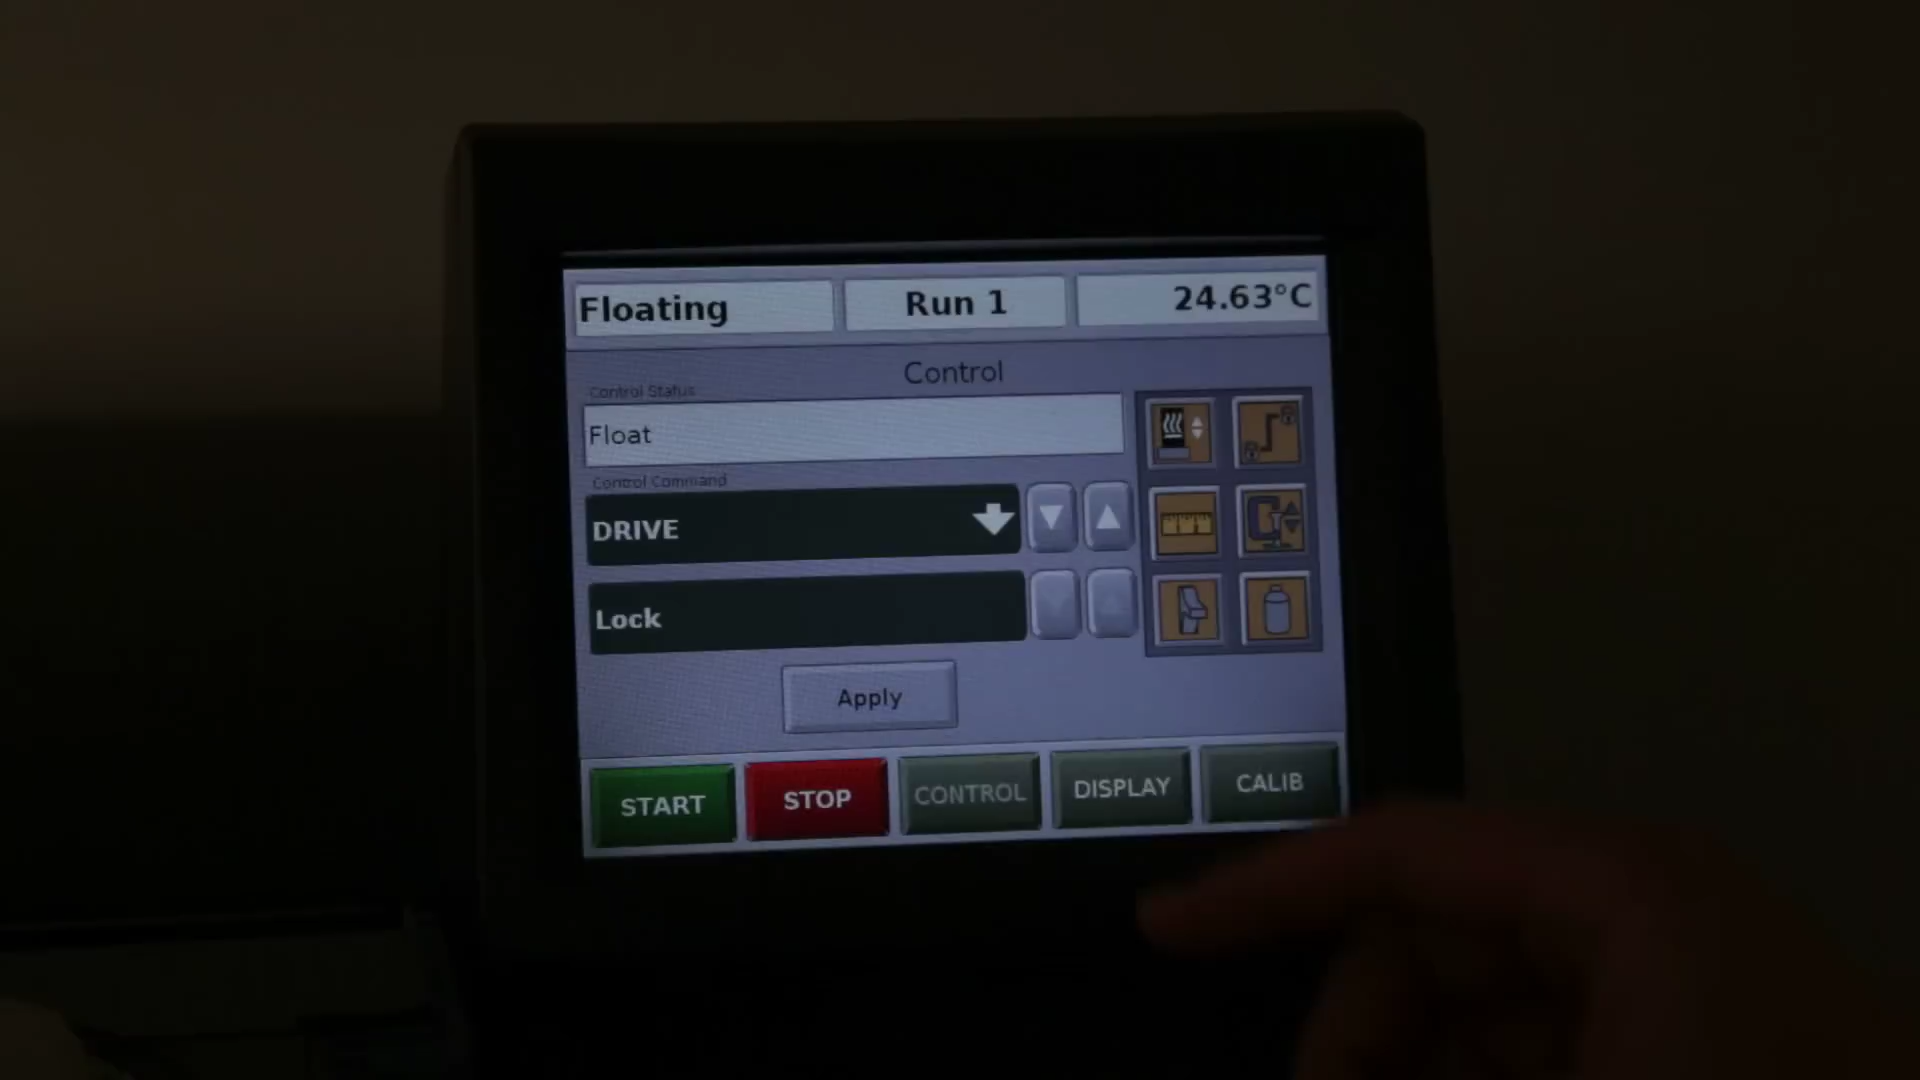 Floating
Run 1
24.63°C
Control
Control Status
Float
Control Command
DRIVE
Lock
Apply
START
STOP
CONTROL
DISPLAY
CALIB